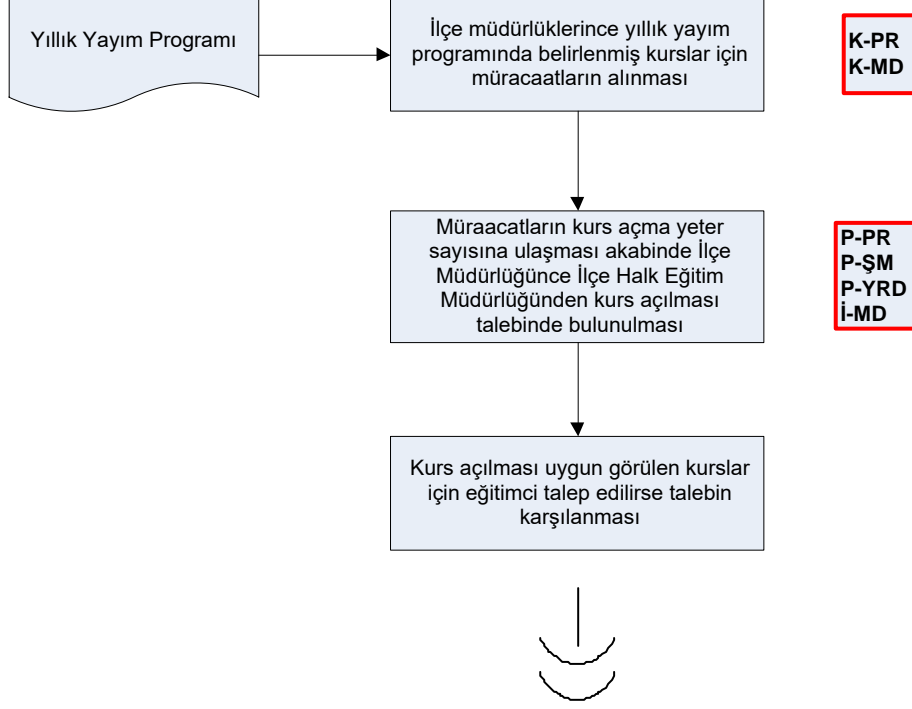 Yıllık Yayım Programı
İlçe müdürlüklerince yıllık yayım
programında belirlenmiş kurslar için
müracaatların alınması
K-PR
K-MD
Müraacatların kurs açma yeter
sayısına ulaşması akabinde İlçe
Müdürlüğünce İlçe Halk Eğitim
Müdürlüğünden kurs açılması
talebinde bulunulması
P-PR
P-ŞM
P-YRD
İ-MD
Kurs açılması uygun görülen kurslar
için eğitimci talep edilirse talebin
karşılanması